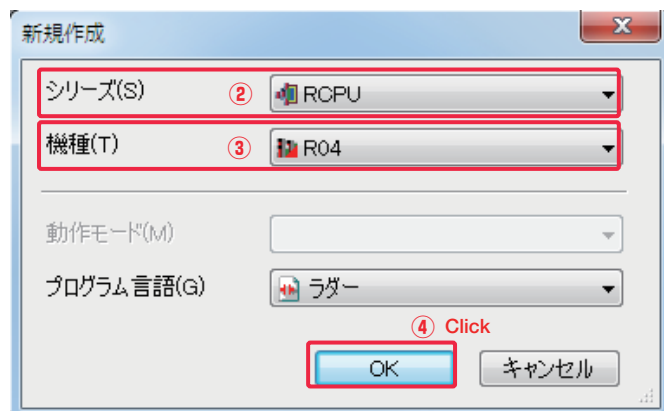 新規作成
シリーズ(S) ② RCPU
機種(T) ③ R04
動作モード(M)
プログラム言語(G) ラダー
④ Click
OK キャンセル